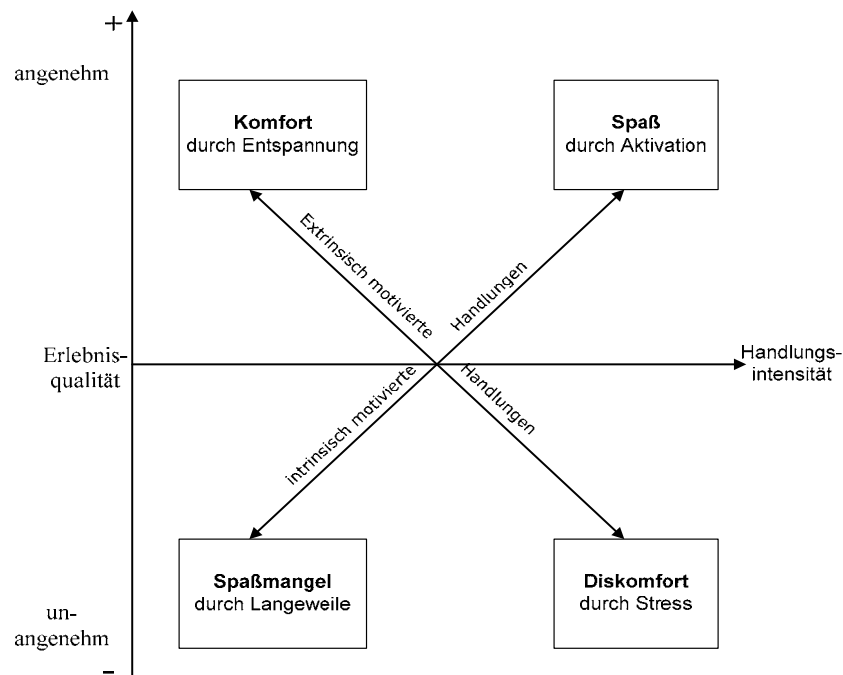 +
angenehm
Komfort
durch Entspannung
Spaß
durch Aktivation
Extrinsisch motivierte
Handlungen
Erlebnis-
qualität
Handlungs-
intensität
intrinsisch motivierte
Handlungen
Spaßmangel
durch Langeweile
Diskomfort
durch Stress
un-
angenehm
-